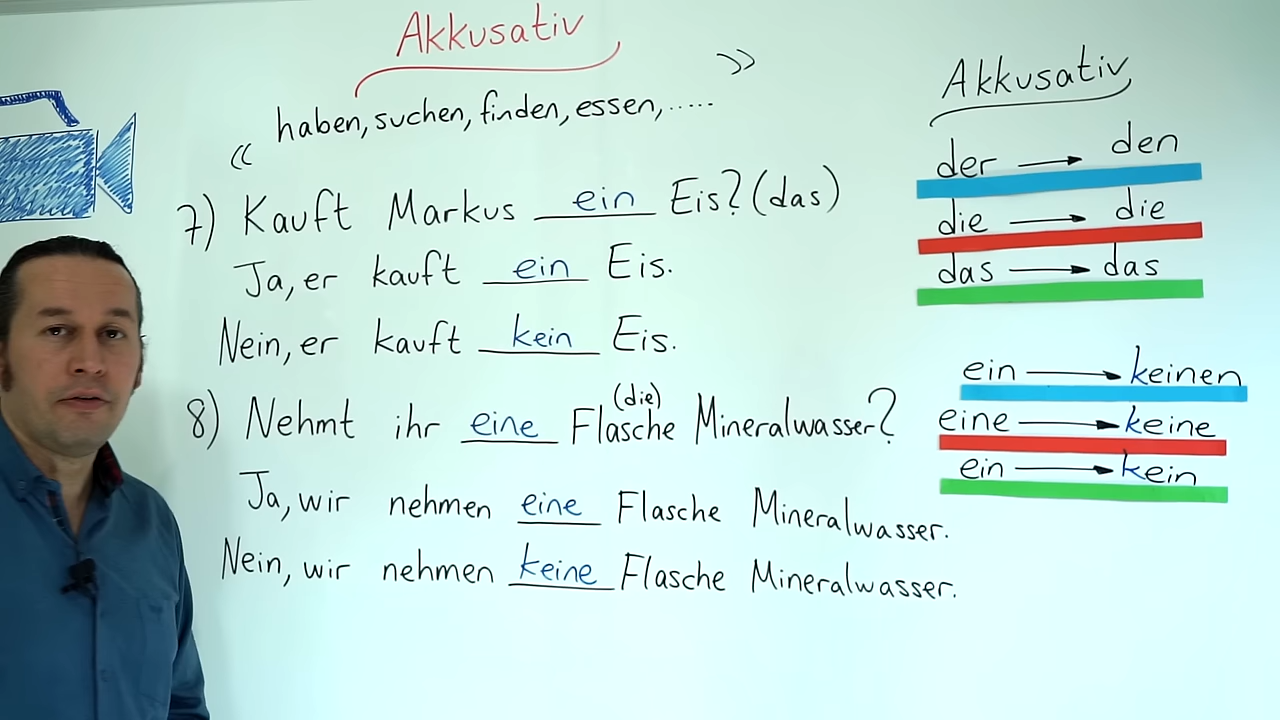 Akkusativ
»
haben, suchen, finden, essen, .....
«
7) Kauft Markus ein Eis? (das)
Ja, er kauft ein Eis.
Nein, er kauft kein Eis.
(die)
8) Nehmt ihr eine Flasche Mineralwasser?
Ja, wir nehmen eine Flasche Mineralwasser.
Nein, wir nehmen keine Flasche Mineralwasser.
Akkusativ
der → den
die → die
das → das
ein → keinen
eine → keine
ein → kein